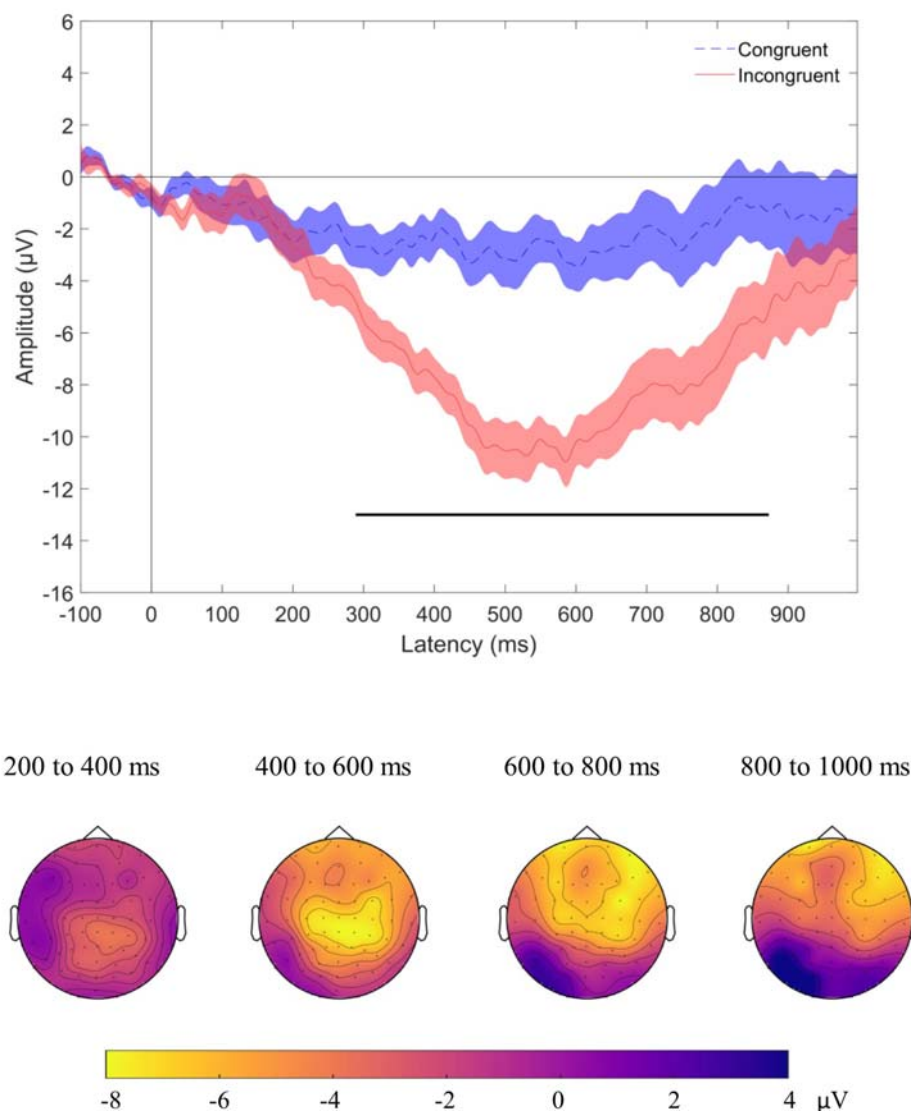 6
4
2
0
-2
-4
-6
-8
-10
-12
-14
-16
Amplitude (µV)
Congruent
Incongruent
-100 0 100 200 300 400 500 600 700 800 900
Latency (ms)
200 to 400 ms 400 to 600 ms 600 to 800 ms 800 to 1000 ms
-8 -6 -4 -2 0 2 4 µV